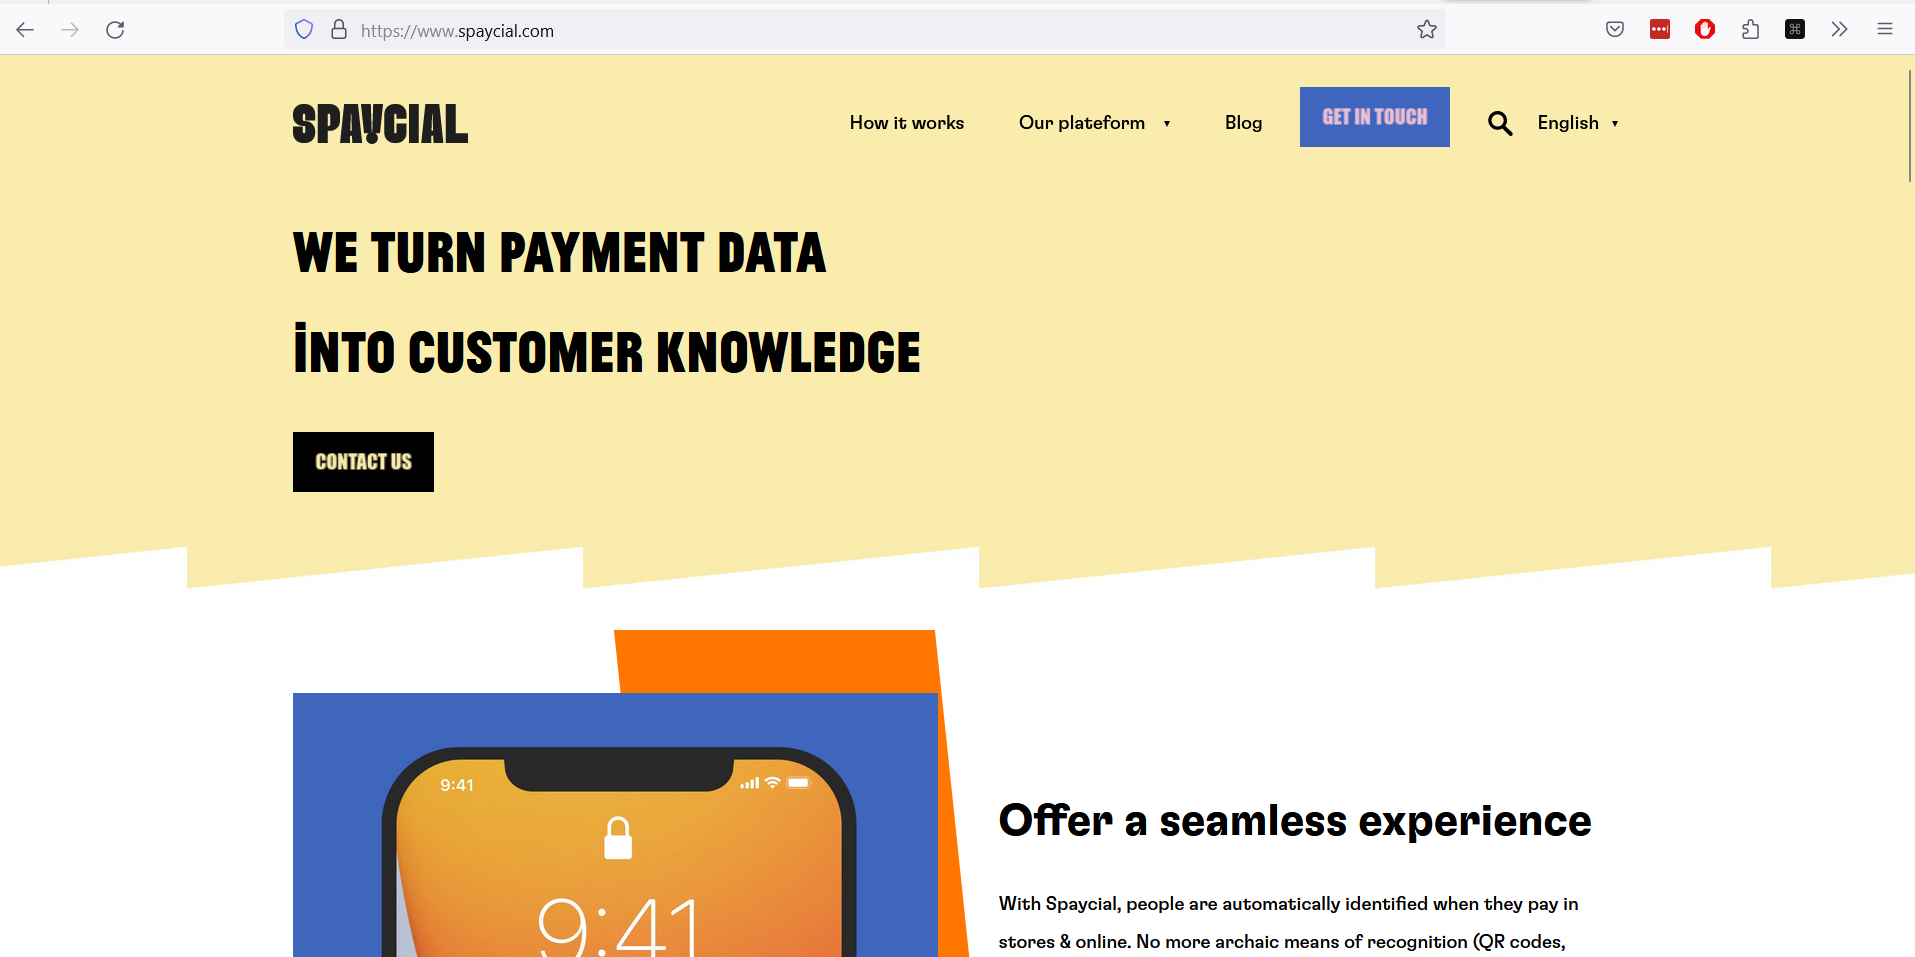 https://www.spaycial.com
SPAYCIAL
How it works
Our plateform
Blog
GET IN TOUCH
English
WE TURN PAYMENT DATA
İNTO CUSTOMER KNOWLEDGE
CONTACT US
9:41
9:41
Offer a seamless experience
With Spaycial, people are automatically identified when they pay in
stores & online. No more archaic means of recognition (QR codes,